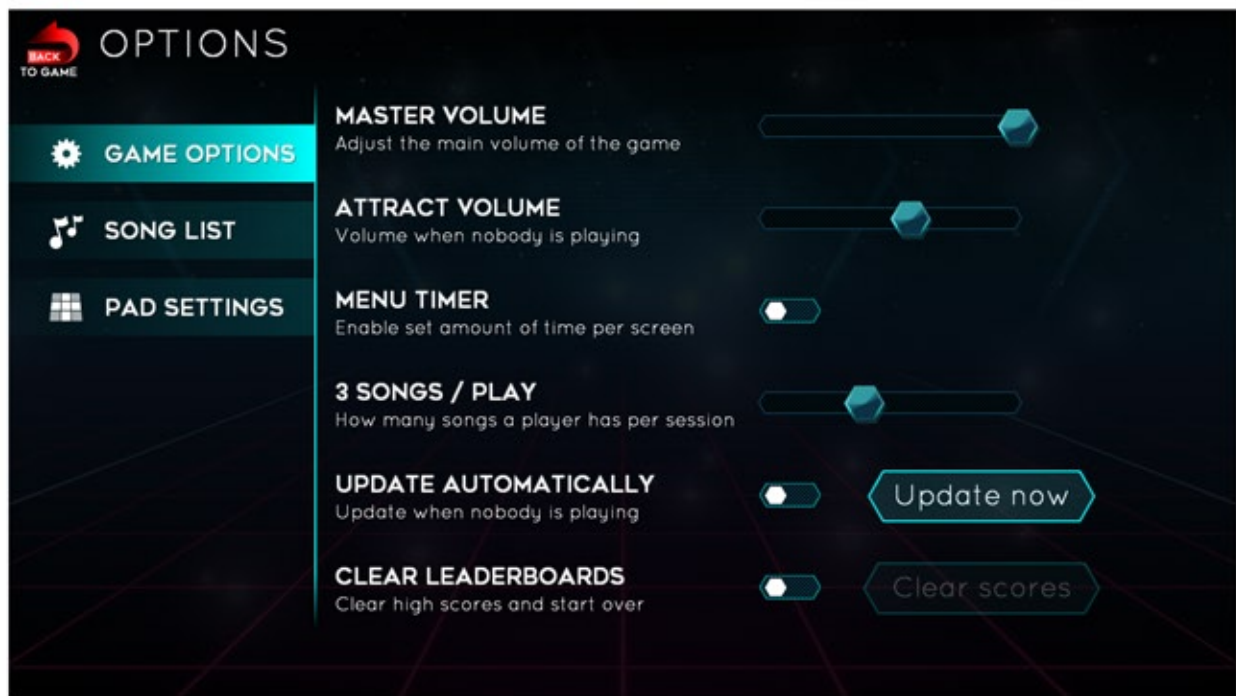 BACK
TO GAME
OPTIONS
GAME OPTIONS
SONG LIST
PAD SETTINGS
MASTER VOLUME
Adjust the main volume of the game
ATTRACT VOLUME
Volume when nobody is playing
MENU TIMER
Enable set amount of time per screen
3 SONGS / PLAY
How many songs a player has per session
UPDATE AUTOMATICALLY
Update when nobody is playing
Update now
CLEAR LEADERBOARDS
Clear high scores and start over
Clear scores